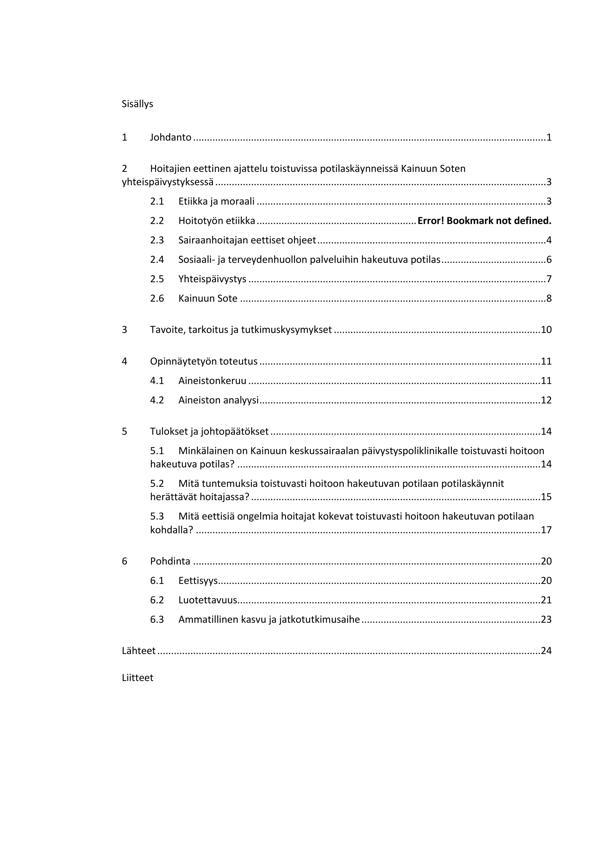 Sisällys
1 Johdanto ........ 1
2 Hoitajien eettinen ajattelu toistuvissa potilaskäynneissä Kainuun Soten
yhteispäivystyksessä ........ 3
2.1 Etiikka ja moraali ........ 3
2.2 Hoitotyön etiikka ........ Error! Bookmark not defined.
2.3 Sairaanhoitajan eettiset ohjeet ........ 4
2.4 Sosiaali- ja terveydenhuollon palveluihin hakeutuva potilas ........ 6
2.5 Yhteispäivystys ........ 7
2.6 Kainuun Sote ........ 8
3 Tavoite, tarkoitus ja tutkimuskysymykset ........ 10
4 Opinnäytetyön toteutus ........ 11
4.1 Aineistonkeruu ........ 11
4.2 Aineiston analyysi ........ 12
5 Tulokset ja johtopäätökset ........ 14
5.1 Minkälainen on Kainuun keskussairaalan päivystyspoliklinikalle toistuvasti hoitoon
hakeutuva potilas? ........ 14
5.2 Mitä tuntemuksia toistuvasti hoitoon hakeutuvan potilaan potilaskäynnit
herättävät hoitajassa? ........ 15
5.3 Mitä eettisiä ongelmia hoitajat kokevat toistuvasti hoitoon hakeutuvan potilaan
kohdalla? ........ 17
6 Pohdinta ........ 20
6.1 Eettisyys ........ 20
6.2 Luotettavuus ........ 21
6.3 Ammatillinen kasvu ja jatkotutkimusaihe ........ 23
Lähteet ........ 24
Liitteet